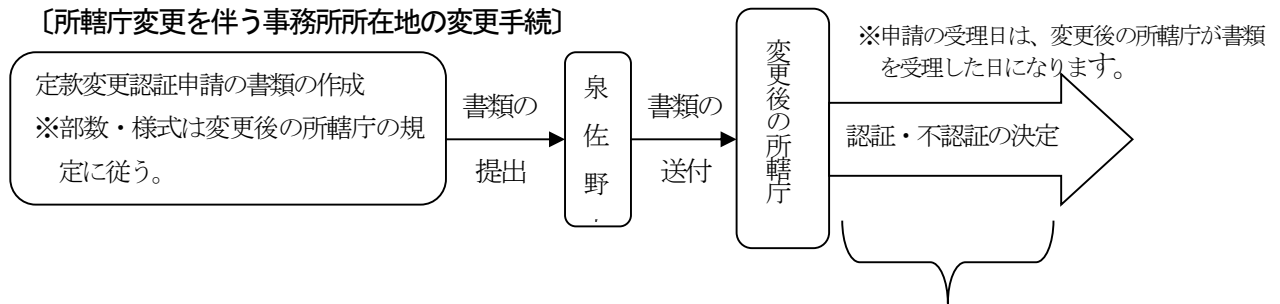 〔所轄庁変更を伴う事務所所在地の変更手続〕
※申請の受理日は、変更後の所轄庁が書類
を受理した日になります。
定款変更認証申請の書類の作成
※部数・様式は変更後の所轄庁の規
定に従う。
書類の
提出
泉佐野
書類の
送付
変更後の所轄庁
認証・不認証の決定